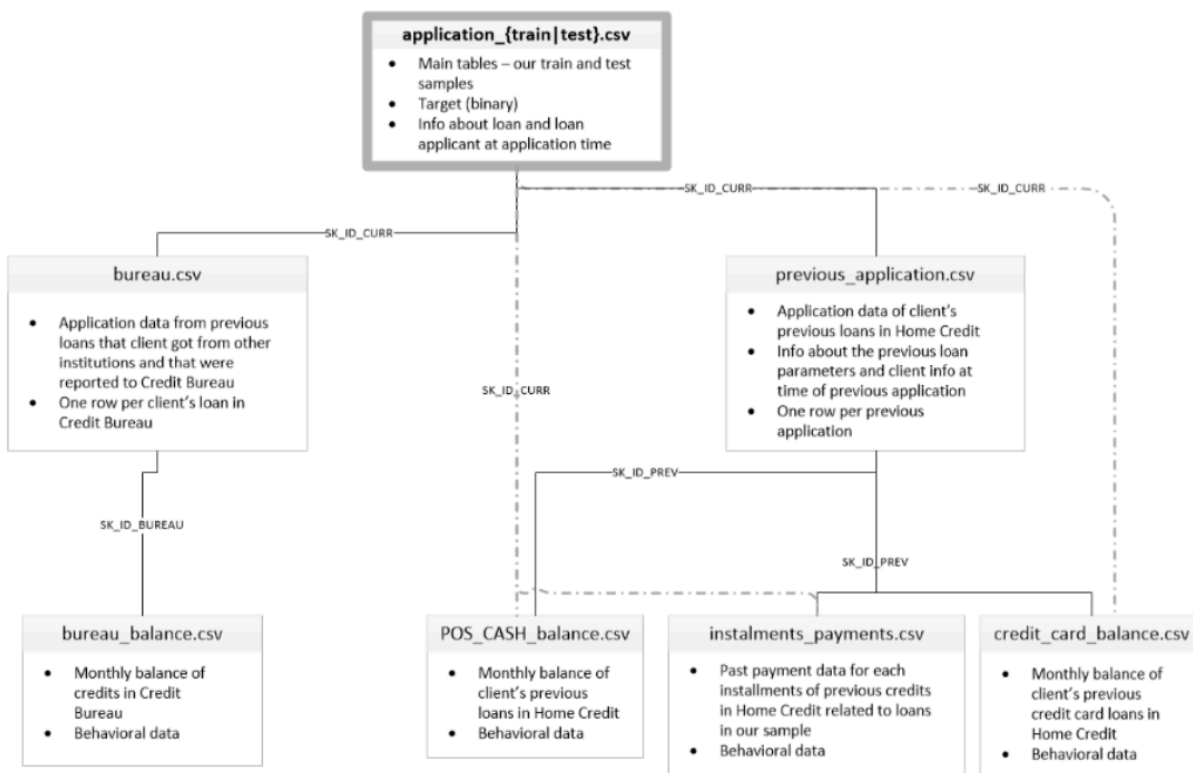 application_{train|test}.csv
• Main tables – our train and test
samples
• Target (binary)
• Info about loan and loan
applicant at application time
SK_ID_CURR
SK_ID_CURR
SK_ID_CURR
bureau.csv
• Application data from previous
loans that client got from other
institutions and that were
reported to Credit Bureau
• One row per client's loan in
Credit Bureau
SK_ID_CURR
previous_application.csv
• Application data of client's
previous loans in Home Credit
• Info about the previous loan
parameters and client info at
time of previous application
• One row per previous
application
SK_ID_PREV
SK_ID_BUREAU
SK_ID_PREV
bureau_balance.csv
• Monthly balance of
credits in Credit
Bureau
• Behavioral data
POS_CASH_balance.csv
• Monthly balance of
client's previous
loans in Home Credit
• Behavioral data
instalments_payments.csv
• Past payment data for each
installments of previous credits
in Home Credit related to loans
in our sample
• Behavioral data
credit_card_balance.csv
• Monthly balance of
client's previous
credit card loans in
Home Credit
• Behavioral data